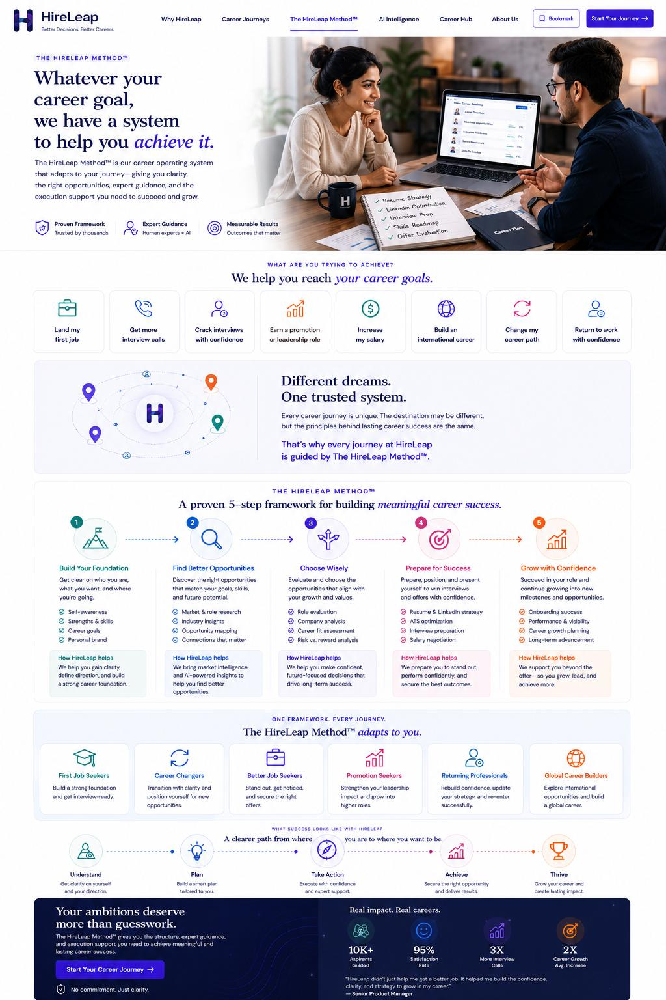 HireLeap
Better Decisions. Better Careers.
Why HireLeap
Career Journeys
The HireLeap Method™
AI Intelligence
Career Hub
About Us
Bookmark
Start Your Journey →
THE HIRELEAP METHOD™
Whatever your
career goal,
we have a system
to help you achieve it.
The HireLeap Method™ is our career operating system
that adapts to your journey—giving you clarity,
the right opportunities, expert guidance, and the
execution support you need to succeed and grow.
Proven Framework
Trusted by thousands
Expert Guidance
Human experts + AI
Measurable Results
Outcomes that matter
Career Roadmap
Career Direction
Matching Opportunities
Interview Readiness
Salary Benchmark
Skills To Develop
H
Resume Strategy
LinkedIn Optimization
Interview Prep
Skills Roadmap
Offer Evaluation
Career Plan
WHAT ARE YOU TRYING TO ACHIEVE?
We help you reach your career goals.
Land my
first job
Get more
interview calls
Crack interviews
with confidence
Earn a promotion
or leadership role
Increase
my salary
Build an
international career
Change my
career path
Return to work
with confidence
H
Different dreams.
One trusted system.
Every career journey is unique. The destination may be different,
but the principles behind lasting career success are the same.
That's why every journey at HireLeap
is guided by The HireLeap Method™.
THE HIRELEAP METHOD™
A proven 5–step framework for building meaningful career success.
1
Build Your Foundation
Get clear on who you are,
what you want, and where
you're going.
Self-awareness
Strengths & skills
Career goals
Personal brand
How HireLeap helps
We help you gain clarity,
define direction, and build
a strong career foundation.
2
Find Better Opportunities
Discover the right opportunities
that match your goals, skills,
and future potential.
Market & role research
Industry insights
Opportunity mapping
Connections that matter
How HireLeap helps
We bring market intelligence
and AI-powered insights to
help you find better
opportunities.
3
Choose Wisely
Evaluate and choose the
opportunities that align with
your growth and values.
Role evaluation
Company analysis
Career fit assessment
Risk vs. reward analysis
How HireLeap helps
We help you make confident,
future-focused decisions that
drive long-term success.
4
Prepare for Success
Prepare, position, and present
yourself to win interviews
and offers with confidence.
Resume & LinkedIn strategy
ATS optimization
Interview preparation
Salary negotiation
How HireLeap helps
We prepare you to stand out,
perform confidently, and
secure the best outcomes.
5
Grow with Confidence
Succeed in your role and
continue growing into new
milestones and opportunities.
Onboarding success
Performance & visibility
Career growth planning
Long-term advancement
How HireLeap helps
We support you beyond the
offer—so you grow, lead, and
achieve more.
ONE FRAMEWORK. EVERY JOURNEY.
The HireLeap Method™ adapts to you.
First Job Seekers
Build a strong foundation
and get interview-ready.
Career Changers
Transition with clarity and
position yourself for new
opportunities.
Better Job Seekers
Stand out, get noticed,
and secure the right
offers.
Promotion Seekers
Strengthen your leadership
impact and grow into
higher roles.
Returning Professionals
Rebuild confidence, update
your strategy, and re-enter
successfully.
Global Career Builders
Explore international
opportunities and build
a global career.
WHAT SUCCESS LOOKS LIKE WITH HIRELEAP
A clearer path from where you are to where you want to be.
Understand
Get clarity on yourself
and your direction.
Plan
Build a smart plan
tailored to you.
Take Action
Execute with confidence
and expert support.
Achieve
Secure the right opportunity
and deliver results.
Thrive
Grow your career and
create lasting impact.
Your ambitions deserve
more than guesswork.
The HireLeap Method™ gives you the structure, expert guidance,
and execution support you need to achieve meaningful and
lasting career success.
Start Your Career Journey →
No commitment. Just clarity.
Real impact. Real careers.
10K+
Aspirants
Guided
95%
Satisfaction
Rate
3X
More Interview
Calls
2X
Career Growth
Avg. Increase
"HireLeap didn't just help me get a better job. It helped me build the confidence,
clarity, and strategy to grow in my career."
— Senior Product Manager